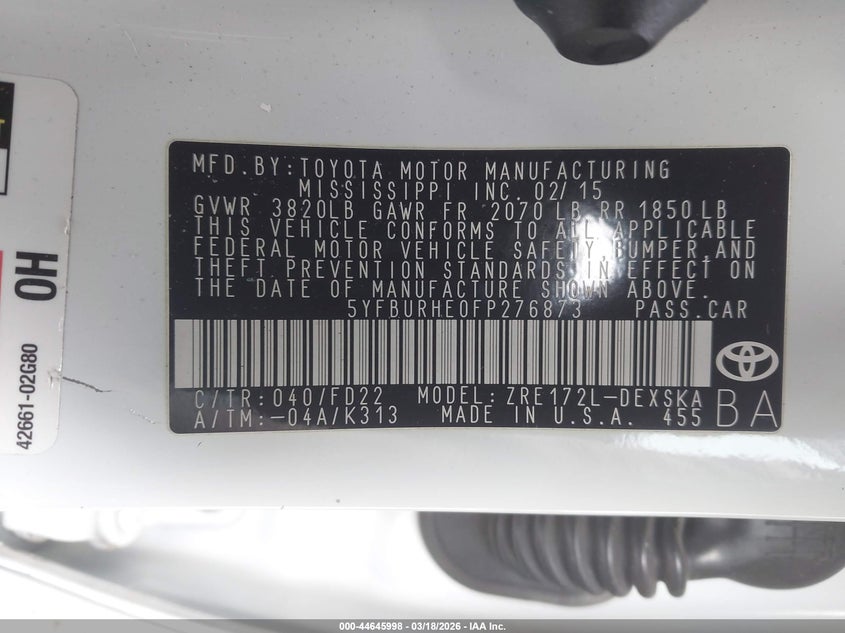 MFD.BY:TOYOTA MOTOR MANUFACTURING
MISSISSIPPI INC. 02/15
GVWR 3820LB GAWR FR 2070 LB RR 1850LB
THIS VEHICLE CONFORMS TO ALL APPLICABLE
FEDERAL MOTOR VEHICLE SAFETY, BUMPER, AND
THEFT PREVENTION STANDARDS IN EFFECT ON
THE DATE OF MANUFACTURE SHOWN ABOVE.
5YFBURHE0FP276873 PASS.CAR
C/TR: 040/FD22 MODEL: ZRE172L-DEXSKA
A/TM: -04A/K313 MADE IN U.S.A. 455 BA
OH
42661-02G80
000-44645998 - 03/18/2026 - IAA Inc.